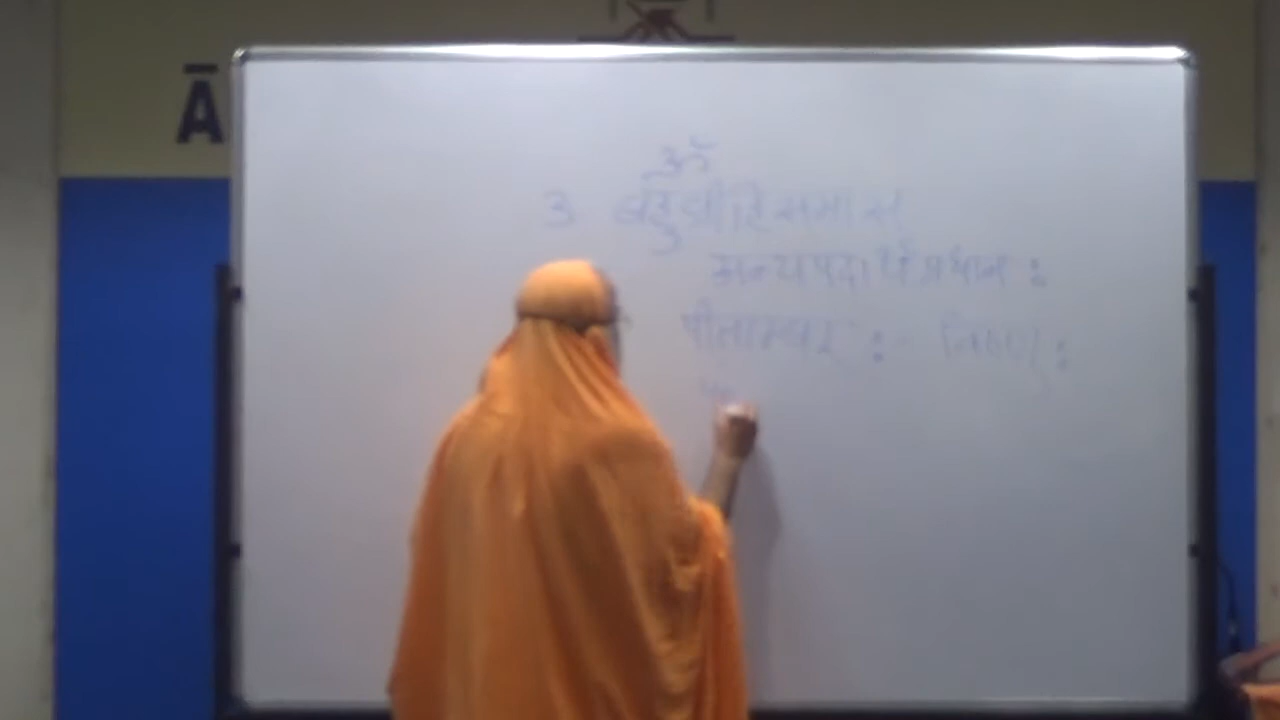 Ā
ॐ
3 बहुव्रीहि समास
अन्यपदार्थप्रधानः
पीताम्बरः -